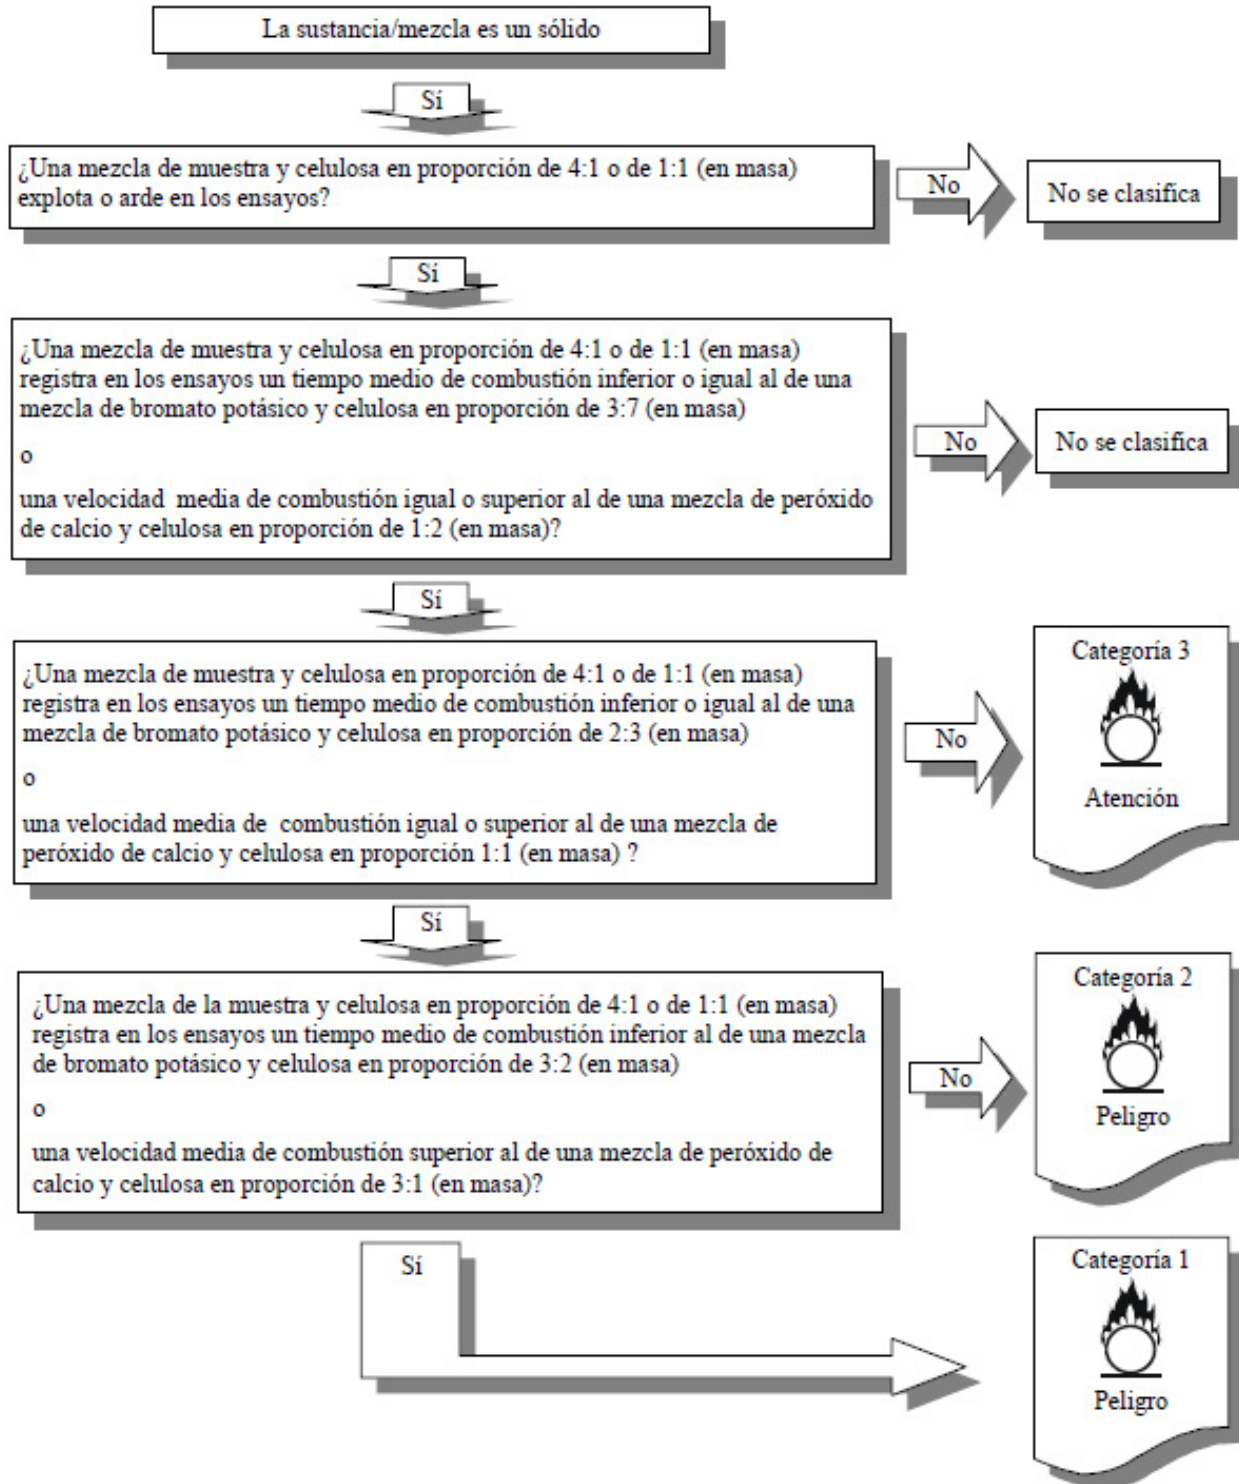 La sustancia/mezcla es un sólido
Sí
¿Una mezcla de muestra y celulosa en proporción de 4:1 o de 1:1 (en masa)
explota o arde en los ensayos?
No
No se clasifica
Sí
¿Una mezcla de muestra y celulosa en proporción de 4:1 o de 1:1 (en masa)
registra en los ensayos un tiempo medio de combustión inferior o igual al de una
mezcla de bromato potásico y celulosa en proporción de 3:7 (en masa)
o
una velocidad media de combustión igual o superior al de una mezcla de peróxido
de calcio y celulosa en proporción de 1:2 (en masa)?
No
No se clasifica
Sí
¿Una mezcla de muestra y celulosa en proporción de 4:1 o de 1:1 (en masa)
registra en los ensayos un tiempo medio de combustión inferior o igual al de una
mezcla de bromato potásico y celulosa en proporción de 2:3 (en masa)
o
una velocidad media de combustión igual o superior al de una mezcla de
peróxido de calcio y celulosa en proporción 1:1 (en masa) ?
No
Categoría 3
Atención
Sí
¿Una mezcla de la muestra y celulosa en proporción de 4:1 o de 1:1 (en masa)
registra en los ensayos un tiempo medio de combustión inferior al de una mezcla
de bromato potásico y celulosa en proporción de 3:2 (en masa)
o
una velocidad media de combustión superior al de una mezcla de peróxido de
calcio y celulosa en proporción de 3:1 (en masa)?
No
Categoría 2
Peligro
Sí
Categoría 1
Peligro